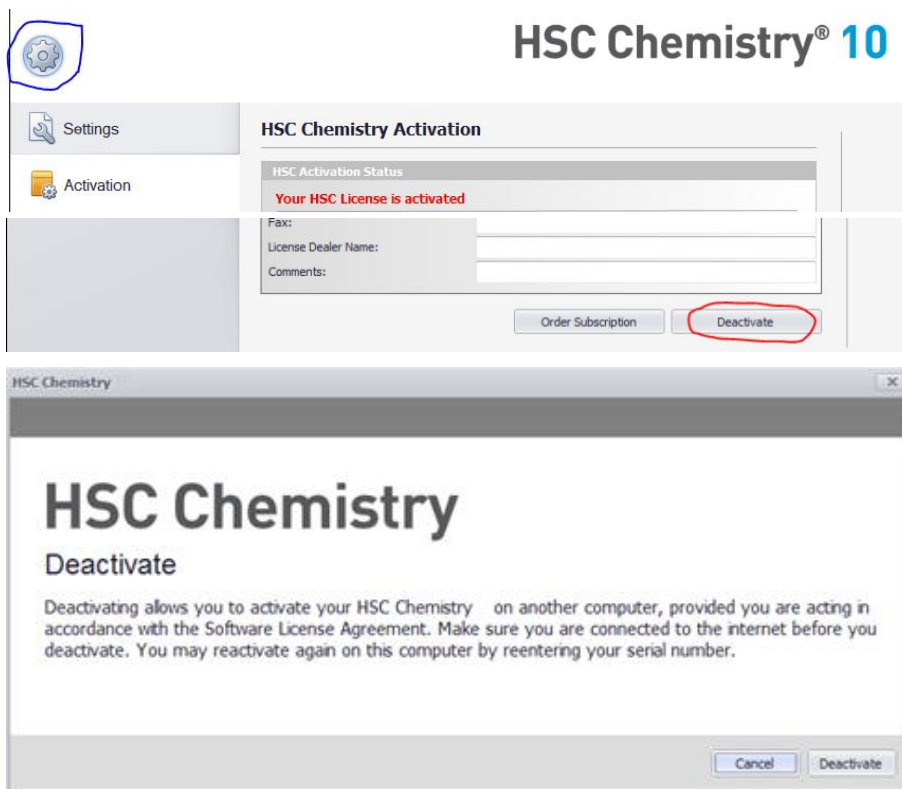 HSC Chemistry® 10
Settings
HSC Chemistry Activation
HSC Activation Status
Activation
Your HSC License is activated
Fax:
License Dealer Name:
Comments:
Order Subscription Deactivate
HSC Chemistry
HSC Chemistry
Deactivate
Deactivating allows you to activate your HSC Chemistry on another computer, provided you are acting in
accordance with the Software License Agreement. Make sure you are connected to the internet before you
deactivate. You may reactivate again on this computer by reentering your serial number.
Cancel Deactivate